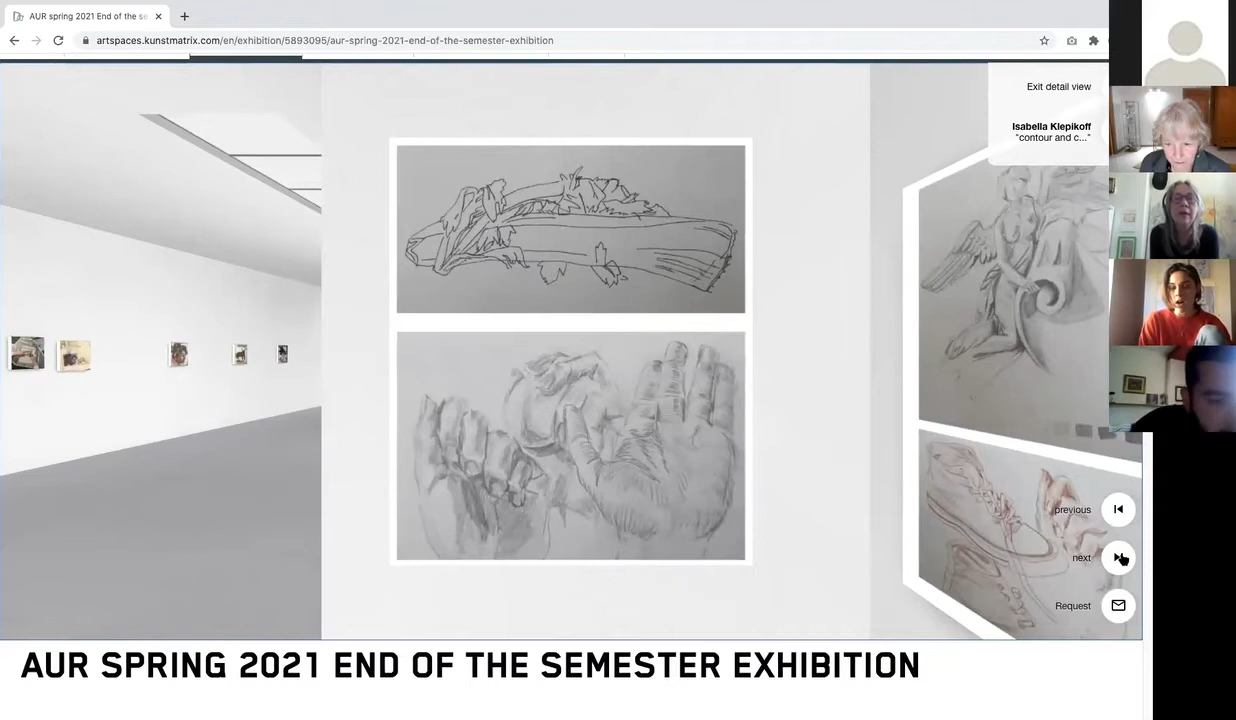 AUR spring 2021 End of the se
artspaces.kunstmatrix.com/en/exhibition/5893095/aur-spring-2021-end-of-the-semester-exhibition
Exit detail view
Isabella Klepikoff
"contour and c..."
previous
next
Request
AUR SPRING 2021 END OF THE SEMESTER EXHIBITION